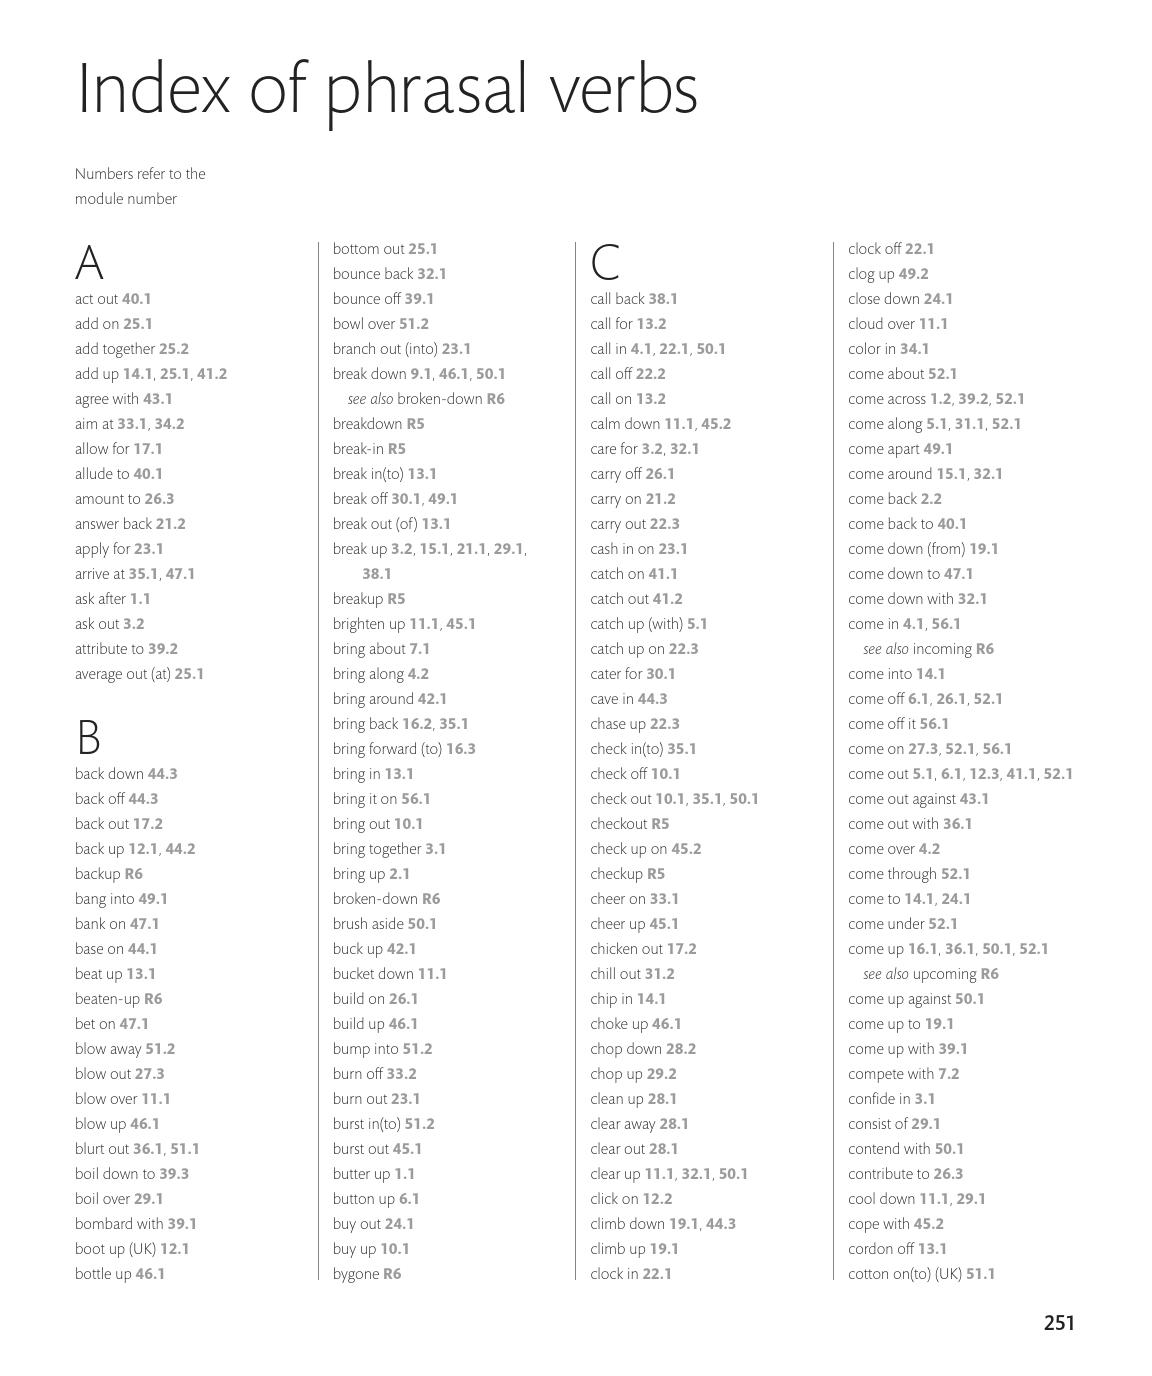 Index of phrasal verbs
Numbers refer to the
module number
A
act out 40.1
add on 25.1
add together 25.2
add up 14.1, 25.1, 41.2
agree with 43.1
aim at 33.1, 34.2
allow for 17.1
allude to 40.1
amount to 26.3
answer back 21.2
apply for 23.1
arrive at 35.1, 47.1
ask after 1.1
ask out 3.2
attribute to 39.2
average out (at) 25.1
B
back down 44.3
back off 44.3
back out 17.2
back up 12.1, 44.2
backup R6
bang into 49.1
bank on 47.1
base on 44.1
beat up 13.1
beaten-up R6
bet on 47.1
blow away 51.2
blow out 27.3
blow over 11.1
blow up 46.1
blurt out 36.1, 51.1
boil down to 39.3
boil over 29.1
bombard with 39.1
boot up (UK) 12.1
bottle up 46.1
bottom out 25.1
bounce back 32.1
bounce off 39.1
bowl over 51.2
branch out (into) 23.1
break down 9.1, 46.1, 50.1
see also broken-down R6
breakdown R5
break-in R5
break in(to) 13.1
break off 30.1, 49.1
break out (of) 13.1
break up 3.2, 15.1, 21.1, 29.1,
38.1
breakup R5
brighten up 11.1, 45.1
bring about 7.1
bring along 4.2
bring around 42.1
bring back 16.2, 35.1
bring forward (to) 16.3
bring in 13.1
bring it on 56.1
bring out 10.1
bring together 3.1
bring up 2.1
broken-down R6
brush aside 50.1
buck up 42.1
bucket down 11.1
build on 26.1
build up 46.1
bump into 51.2
burn off 33.2
burn out 23.1
burst in(to) 51.2
burst out 45.1
butter up 1.1
button up 6.1
buy out 24.1
buy up 10.1
bygone R6
C
call back 38.1
call for 13.2
call in 4.1, 22.1, 50.1
call off 22.2
call on 13.2
calm down 11.1, 45.2
care for 3.2, 32.1
carry off 26.1
carry on 21.2
carry out 22.3
cash in on 23.1
catch on 41.1
catch out 41.2
catch up (with) 5.1
catch up on 22.3
cater for 30.1
cave in 44.3
chase up 22.3
check in(to) 35.1
check off 10.1
check out 10.1, 35.1, 50.1
checkout R5
check up on 45.2
checkup R5
cheer on 33.1
cheer up 45.1
chicken out 17.2
chill out 31.2
chip in 14.1
choke up 46.1
chop down 28.2
chop up 29.2
clean up 28.1
clear away 28.1
clear out 28.1
clear up 11.1, 32.1, 50.1
click on 12.2
climb down 19.1, 44.3
climb up 19.1
clock in 22.1
clock off 22.1
clog up 49.2
close down 24.1
cloud over 11.1
color in 34.1
come about 52.1
come across 1.2, 39.2, 52.1
come along 5.1, 31.1, 52.1
come apart 49.1
come around 15.1, 32.1
come back 2.2
come back to 40.1
come down (from) 19.1
come down to 47.1
come down with 32.1
come in 4.1, 56.1
see also incoming R6
come into 14.1
come off 6.1, 26.1, 52.1
come off it 56.1
come on 27.3, 52.1, 56.1
come out 5.1, 6.1, 12.3, 41.1, 52.1
come out against 43.1
come out with 36.1
come over 4.2
come through 52.1
come to 14.1, 24.1
come under 52.1
come up 16.1, 36.1, 50.1, 52.1
see also upcoming R6
come up against 50.1
come up to 19.1
come up with 39.1
compete with 7.2
confide in 3.1
consist of 29.1
contend with 50.1
contribute to 26.3
cool down 11.1, 29.1
cope with 45.2
cordon off 13.1
cotton on(to) (UK) 51.1
251